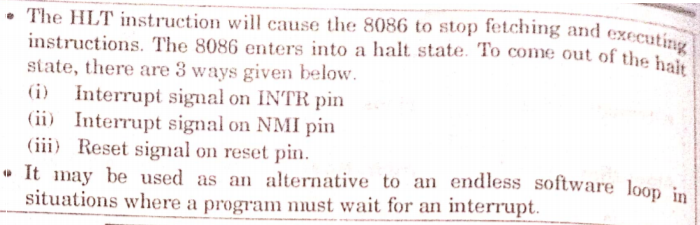 • The HLT instruction will cause the 8086 to stop fetching and executing
instructions. The 8086 enters into a halt state. To come out of the halt
state, there are 3 ways given below.
(i) Interrupt signal on INTR pin
(ii) Interrupt signal on NMI pin
(iii) Reset signal on reset pin.
• It may be used as an alternative to an endless software loop in
situations where a program must wait for an interrupt.